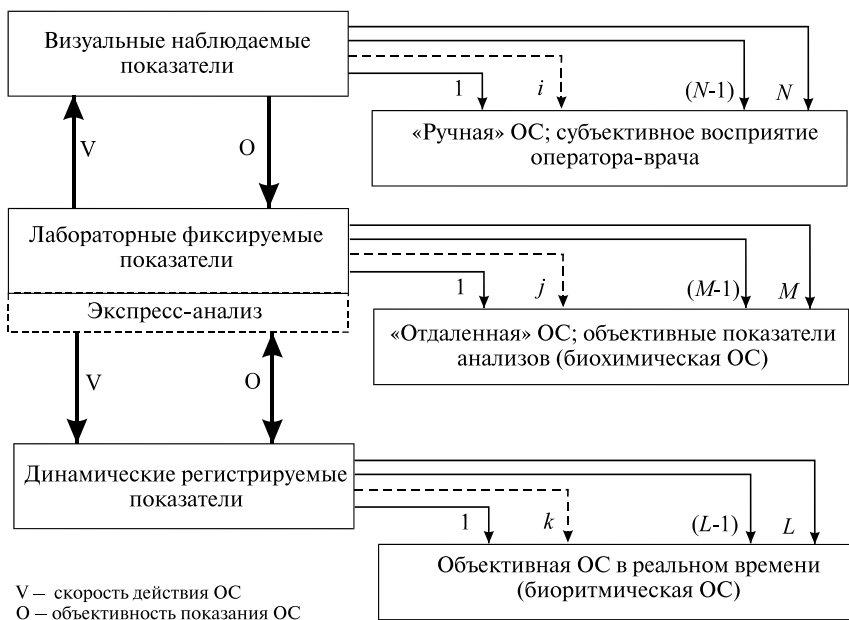 Визуальные наблюдаемые
показатели
1
i
(N-1)
N
«Ручная» ОС; субъективное восприятие
оператора-врача
V
O
Лабораторные фиксируемые
показатели
Экспресс-анализ
1
j
(M-1)
M
«Отдаленная» ОС; объективные показатели
анализов (биохимическая ОС)
V
O
Динамические регистрируемые
показатели
1
k
(L-1)
L
Объективная ОС в реальном времени
(биоритмическая ОС)
V – скорость действия ОС
O – объективность показания ОС